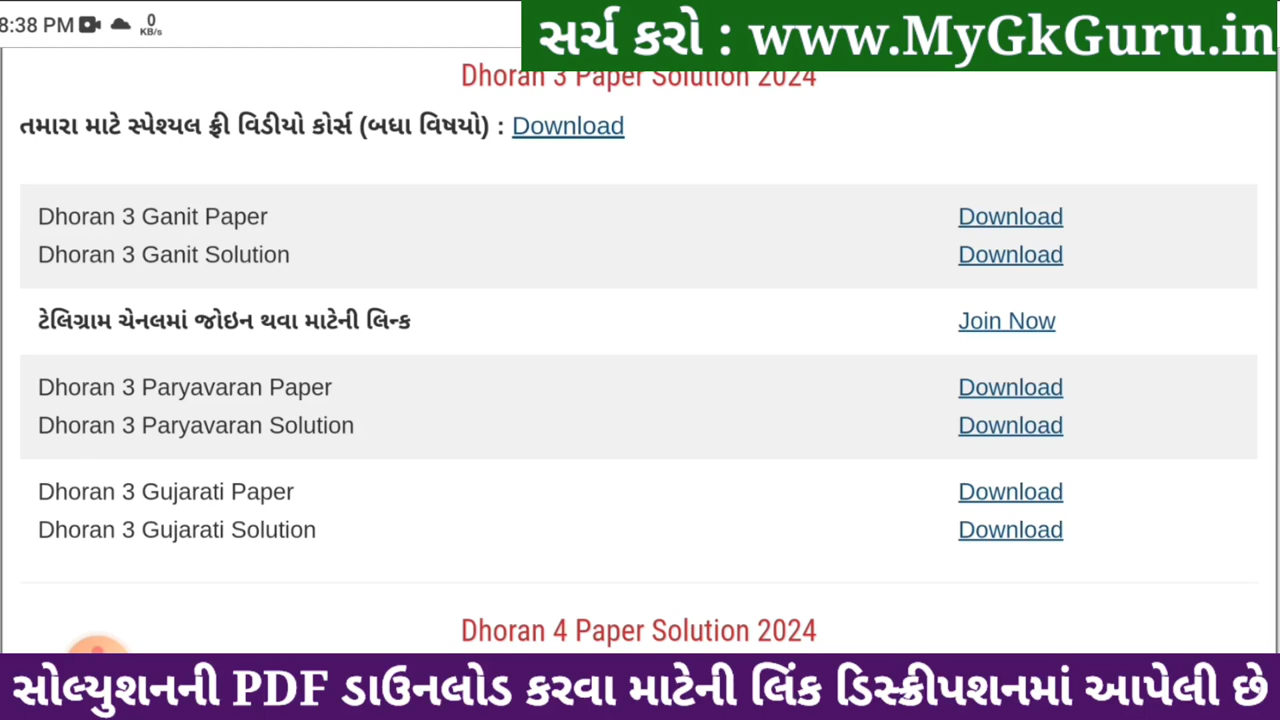 8:38 PM 0 KB/s
સર્ચ કરો : www.MyGkGuru.in
Dhoran 3 Paper Solution 2024
તમારા માટે સ્પેશ્યલ ફ્રી વિડીયો કોર્સ (બધા વિષયો) : Download
Dhoran 3 Ganit Paper Download
Dhoran 3 Ganit Solution Download
ટેલિગ્રામ ચેનલમાં જોઇન થવા માટેની લિન્ક Join Now
Dhoran 3 Paryavaran Paper Download
Dhoran 3 Paryavaran Solution Download
Dhoran 3 Gujarati Paper Download
Dhoran 3 Gujarati Solution Download
Dhoran 4 Paper Solution 2024
સોલ્યુશનની PDF ડાઉનલોડ કરવા માટેની લિંક ડિસ્ક્રીપશનમાં આપેલી છે